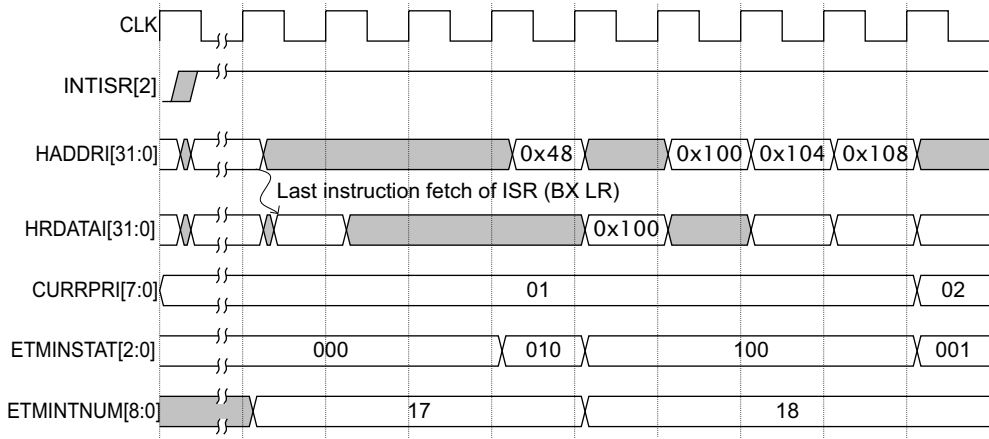 CLK
INTISR[2]
HADDRI[31:0] 0x48 0x100 0x104 0x108
Last instruction fetch of ISR (BX LR)
HRDATAI[31:0] 0x100
CURRPRI[7:0] 01 02
ETMINSTAT[2:0] 000 010 100 001
ETMINTNUM[8:0] 17 18